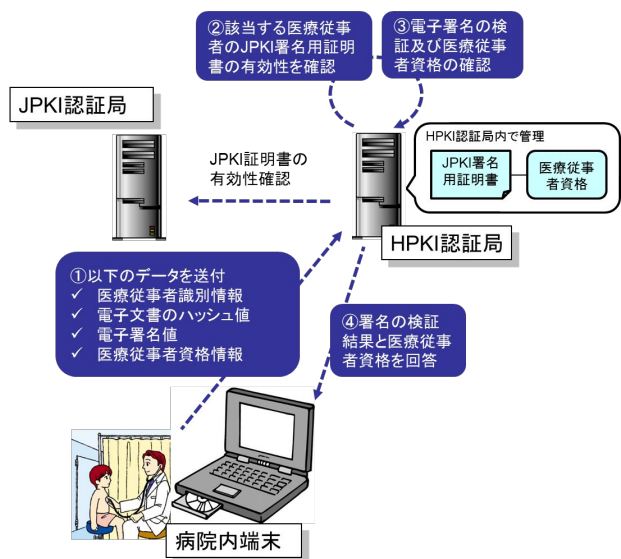 ②該当する医療従事
者のJPKI署名用証明
書の有効性を確認
③電子署名の検
証及び医療従事
者資格の確認
JPKI認証局
HPKI認証局内で管理
JPKI署名
用証明書
医療従事
者資格
JPKI証明書の
有効性確認
HPKI認証局
①以下のデータを送付
✓ 医療従事者識別情報
✓ 電子文書のハッシュ値
✓ 電子署名値
✓ 医療従事者資格情報
④署名の検証
結果と医療従事
者資格を回答
病院内端末